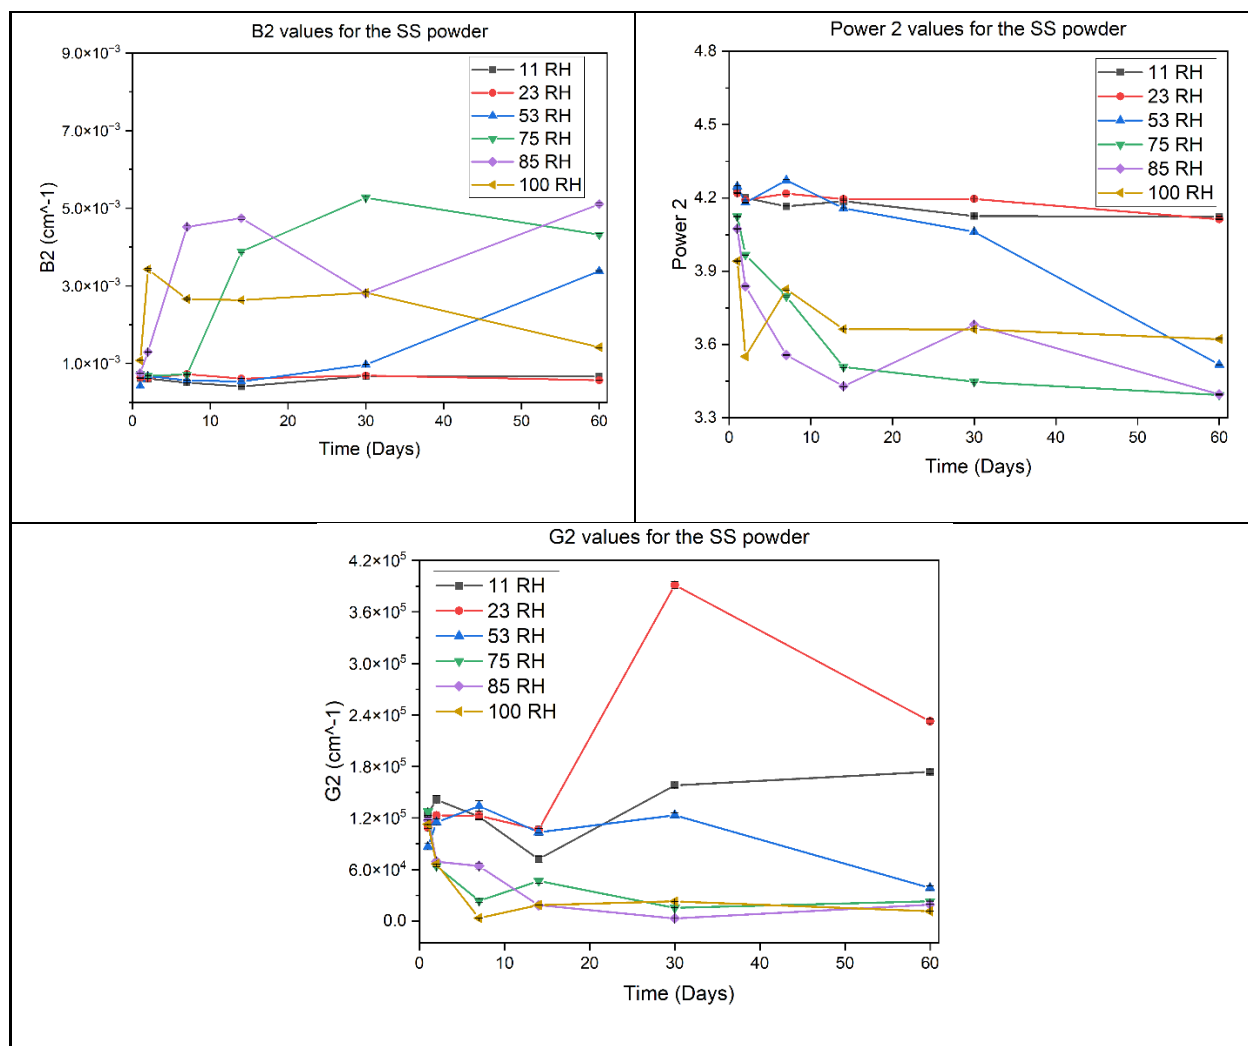 B2 values for the SS powder
9.0×10⁻³
7.0×10⁻³
5.0×10⁻³
3.0×10⁻³
1.0×10⁻³
B2 (cm^-1)
11 RH
23 RH
53 RH
75 RH
85 RH
100 RH
0 10 20 30 40 50 60
Time (Days)
Power 2 values for the SS powder
4.8
4.5
4.2
3.9
3.6
3.3
Power 2
11 RH
23 RH
53 RH
75 RH
85 RH
100 RH
0 10 20 30 40 50 60
Time (Days)
G2 values for the SS powder
4.2×10⁵
3.6×10⁵
3.0×10⁵
2.4×10⁵
1.8×10⁵
1.2×10⁵
6.0×10⁴
0.0
G2 (cm^-1)
11 RH
23 RH
53 RH
75 RH
85 RH
100 RH
0 10 20 30 40 50 60
Time (Days)